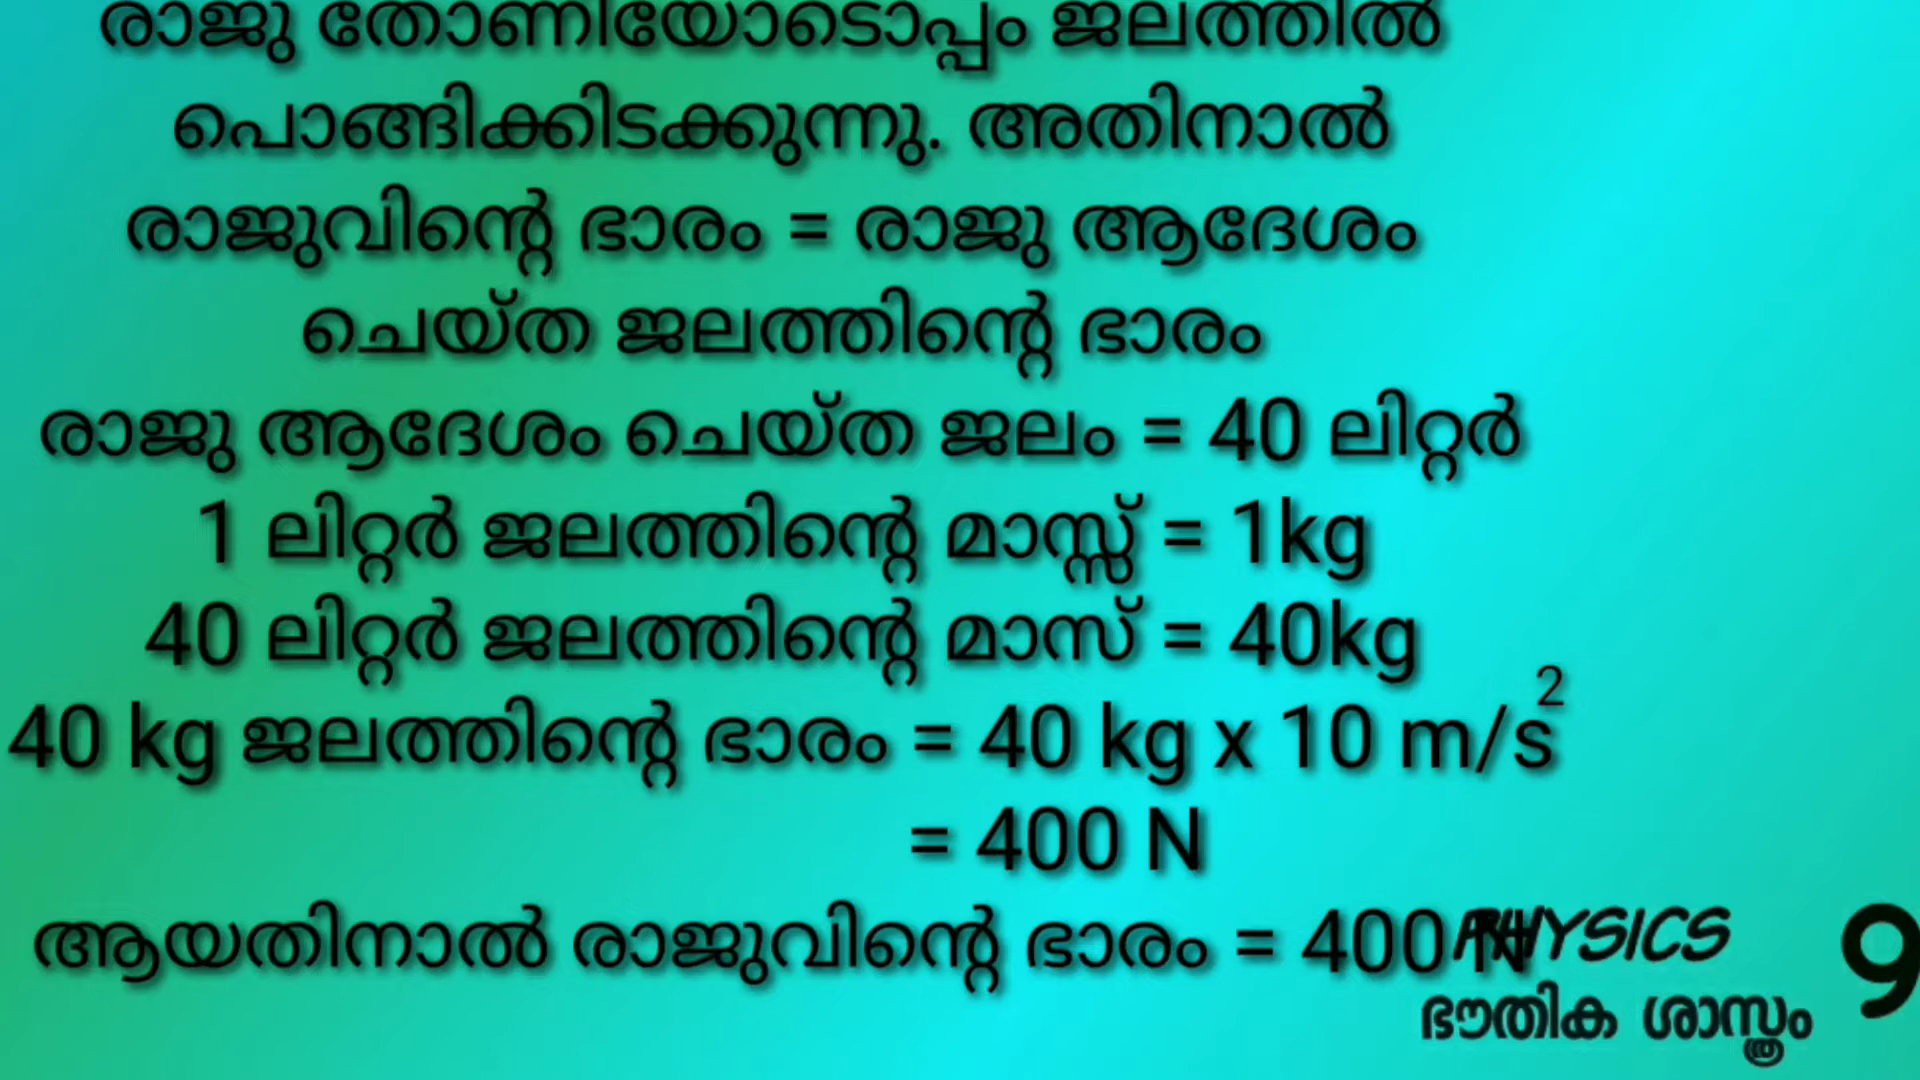 രാജു തോണിയോടൊപ്പം ജലത്തിൽ
പൊങ്ങിക്കിടക്കുന്നു. അതിനാൽ
രാജുവിന്റെ ഭാരം = രാജു ആദേശം
ചെയ്ത ജലത്തിന്റെ ഭാരം
രാജു ആദേശം ചെയ്ത ജലം = 40 ലിറ്റർ
1 ലിറ്റർ ജലത്തിന്റെ മാസ്സ് = 1kg
40 ലിറ്റർ ജലത്തിന്റെ മാസ് = 40kg
40 kg ജലത്തിന്റെ ഭാരം = 40 kg x 10 m/s²
= 400 N
ആയതിനാൽ രാജുവിന്റെ ഭാരം = 400 N
PHYSICS 9
ഭൗതിക ശാസ്ത്രം